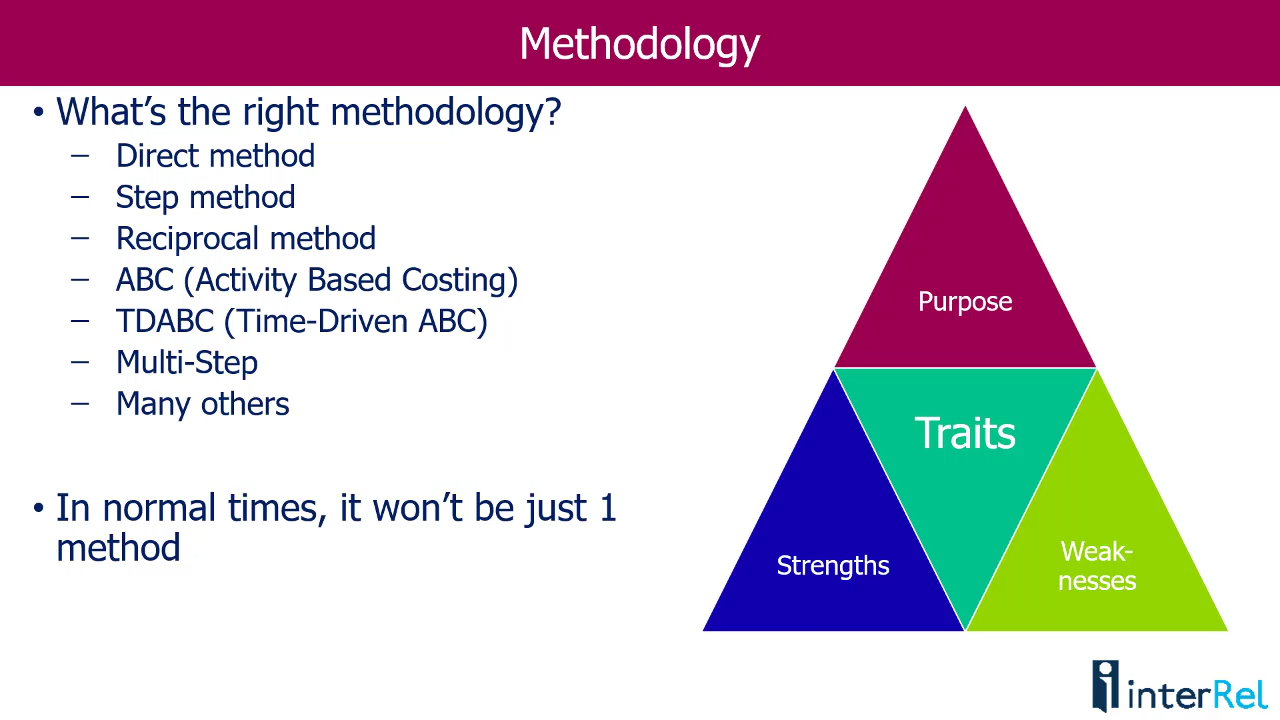 Methodology
• What's the right methodology?
– Direct method
– Step method
– Reciprocal method
– ABC (Activity Based Costing)
– TDABC (Time-Driven ABC)
– Multi-Step
– Many others
• In normal times, it won't be just 1
method
Purpose
Traits
Strengths
Weak-
nesses
interRel